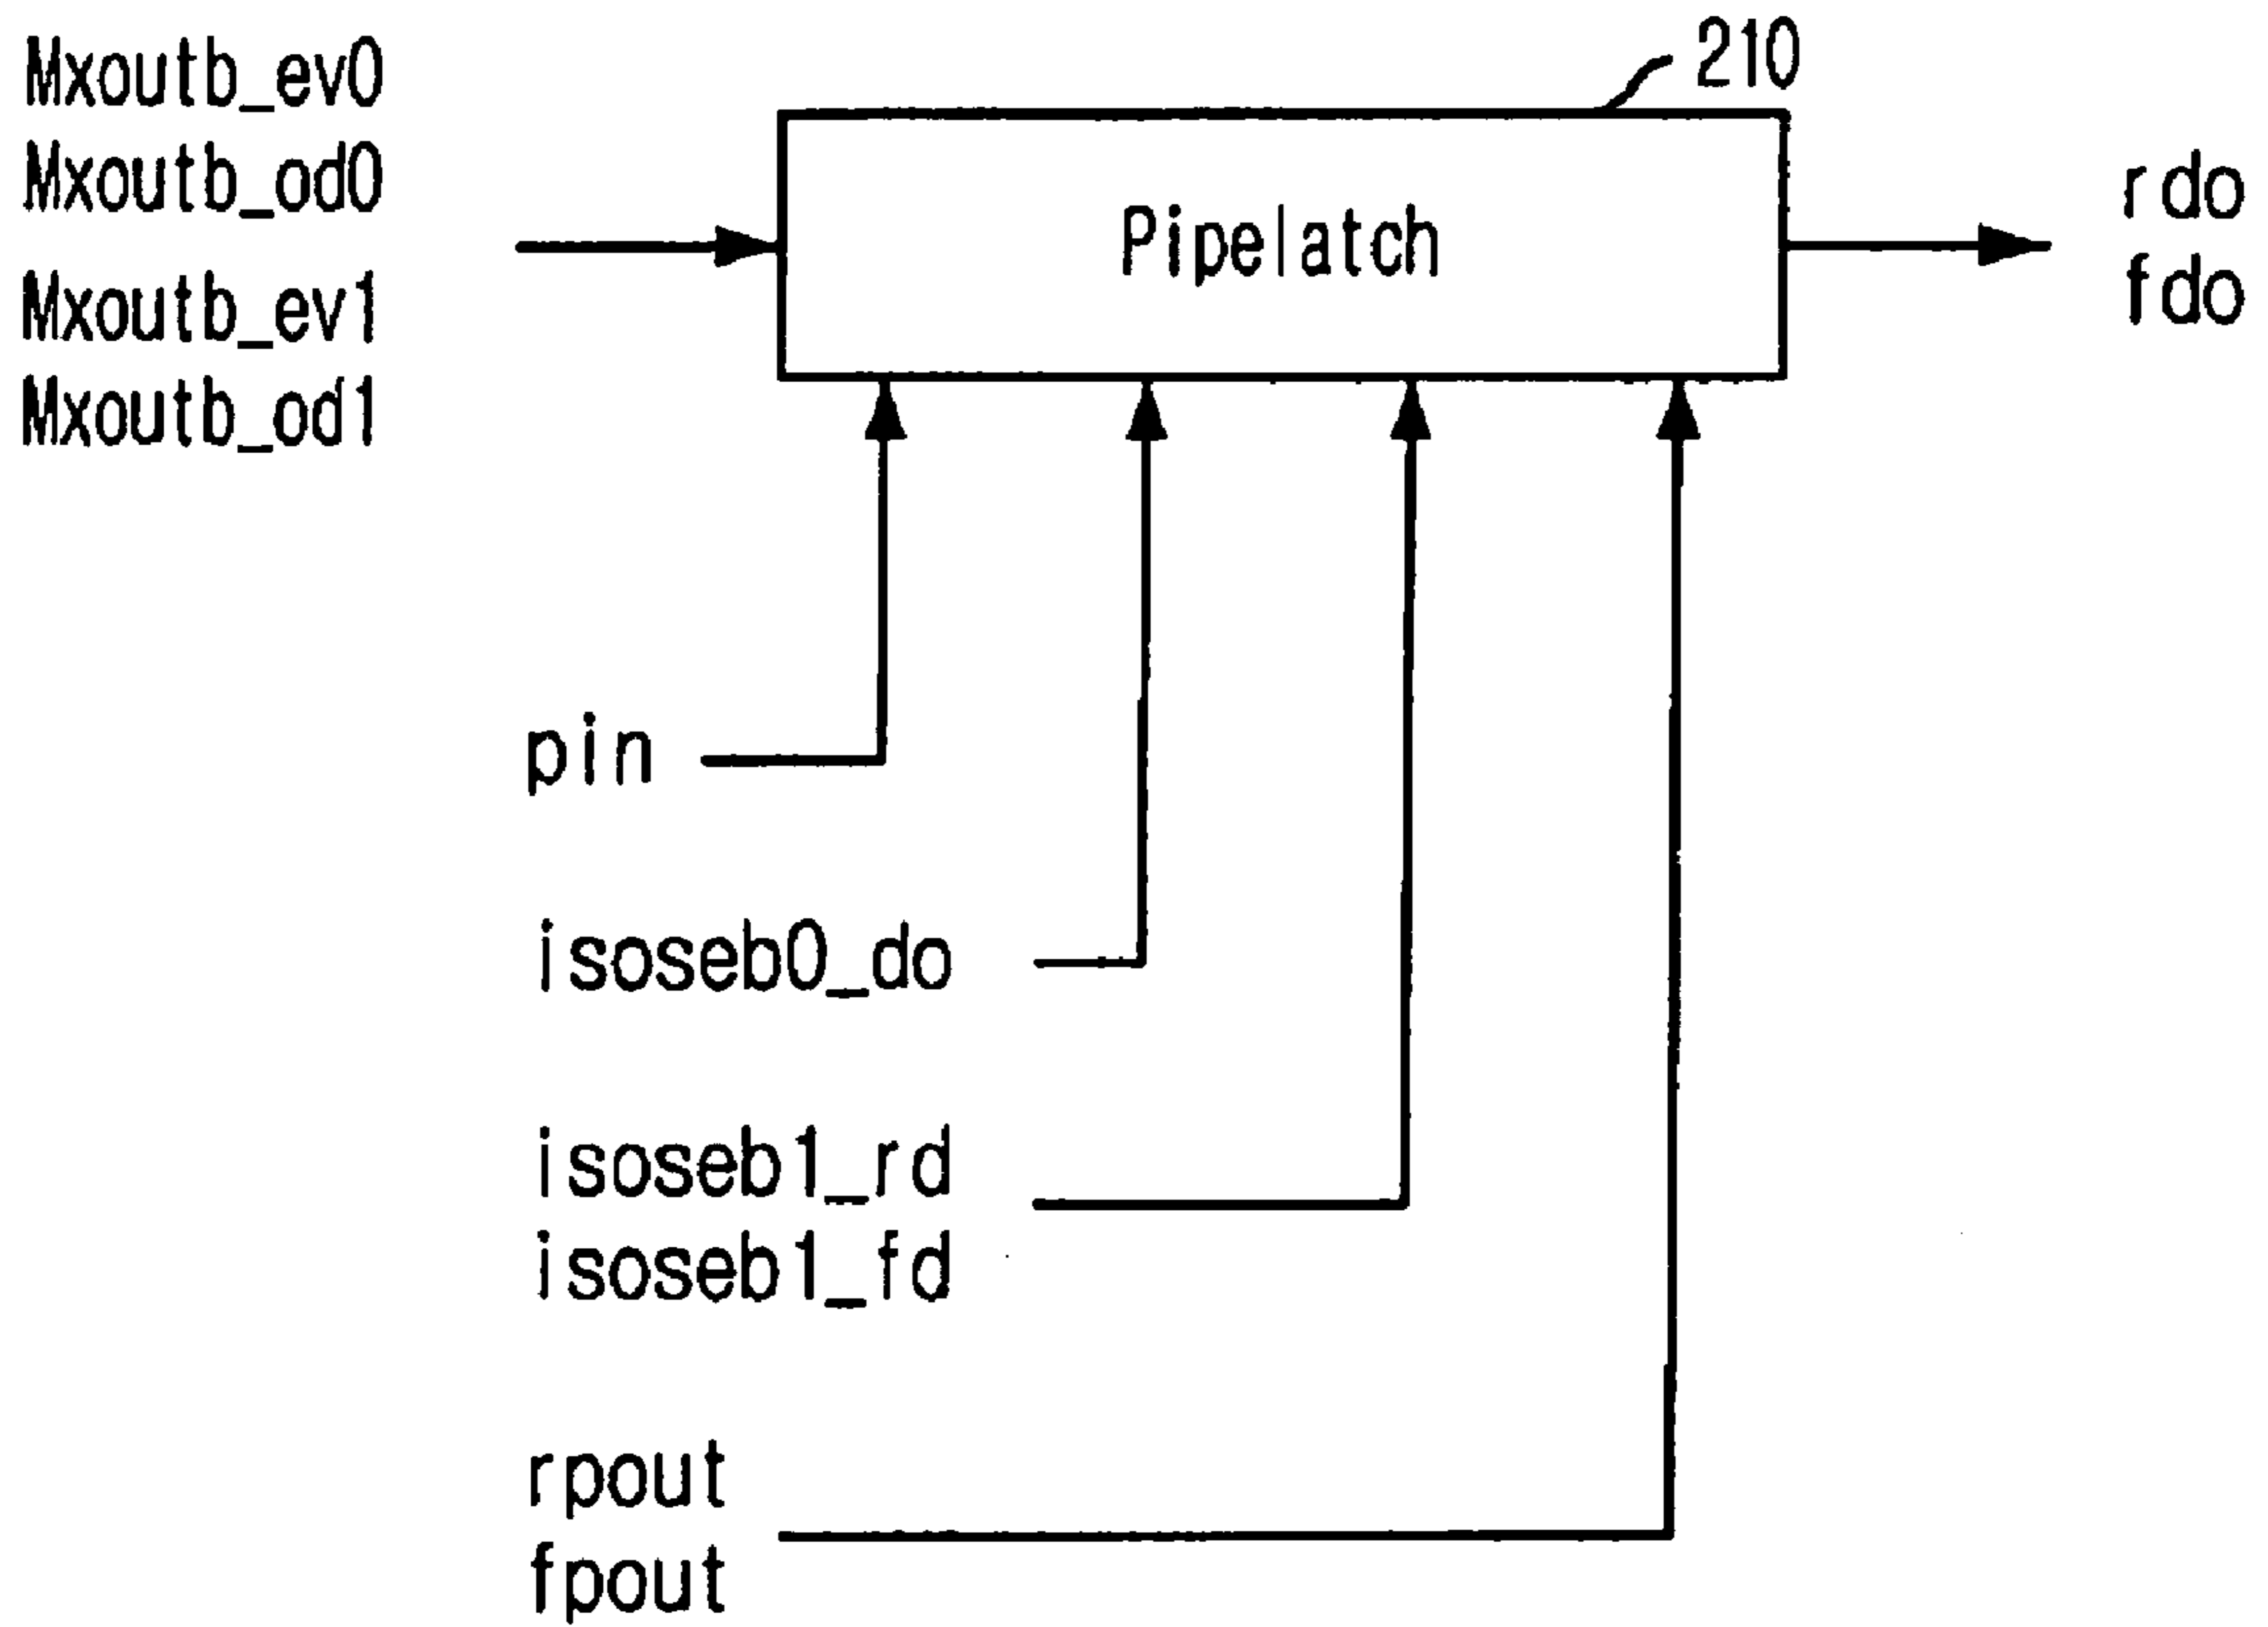 Mxoutb_ev0
Mxoutb_od0
Mxoutb_ev1
Mxoutb_od1
210
Pipelatch
rdo
fdo
pin
isoseb0_do
isoseb1_rd
isoseb1_fd
rpout
fpout